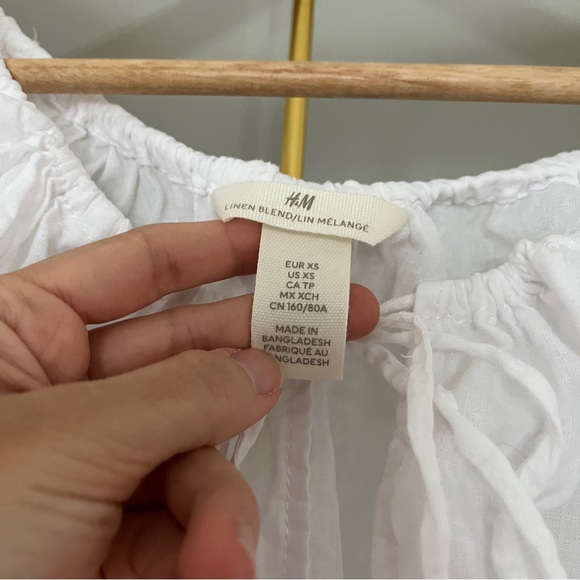 H&M
LINEN BLEND/LIN MÉLANGÉ
EUR XS
US XS
CA TP
MX XCH
CN 160/80A
MADE IN
BANGLADESH
FABRIQUÉ AU
BANGLADESH